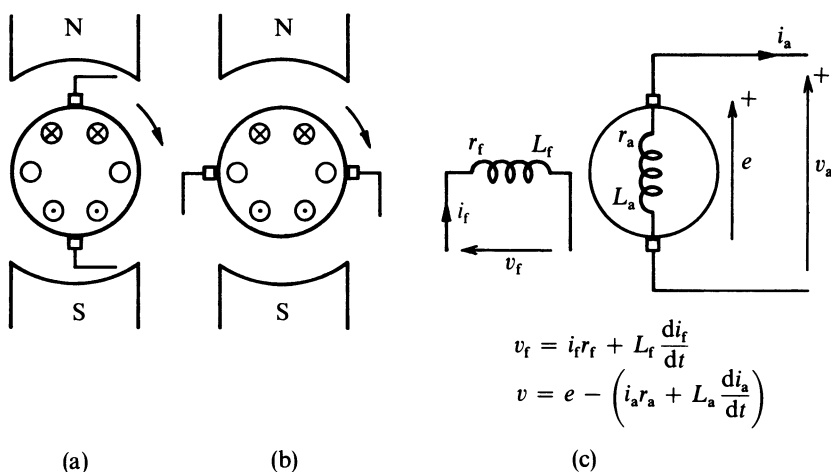 N
N
S
S
r_f L_f
i_f
v_f
i_a
r_a
L_a
+
e
+
v_a
v_f = i_f r_f + L_f di_f/dt
v = e − (i_a r_a + L_a di_a/dt)
(a)
(b)
(c)